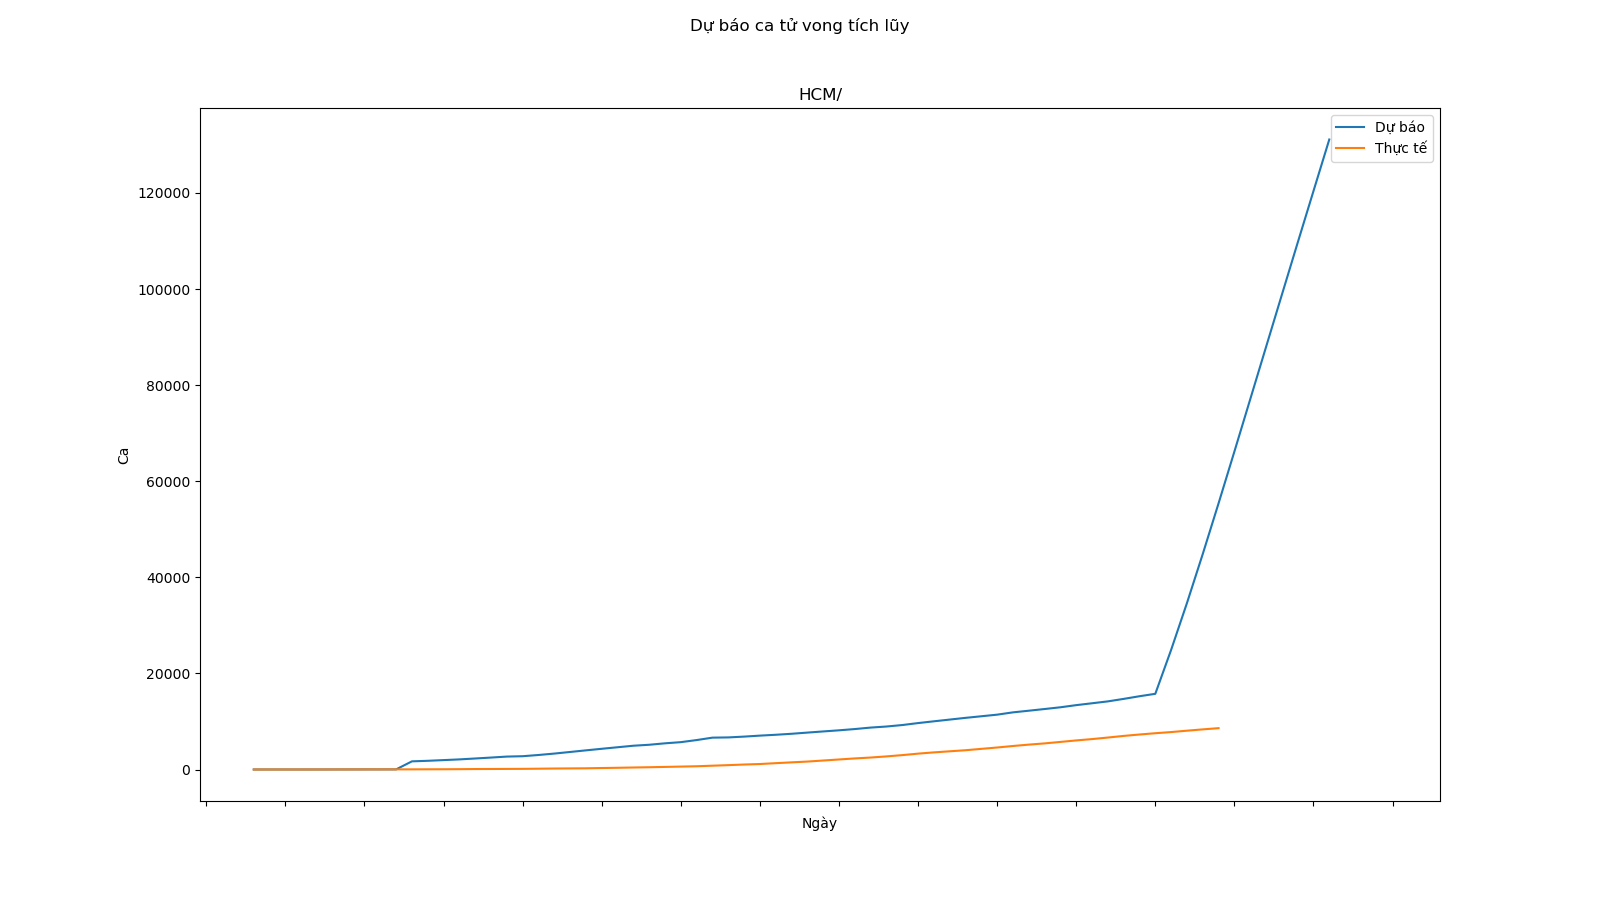 Dự báo ca tử vong tích lũy
HCM/
Dự báo
Thực tế
120000
100000
80000
60000
40000
20000
0
Ca
Ngày